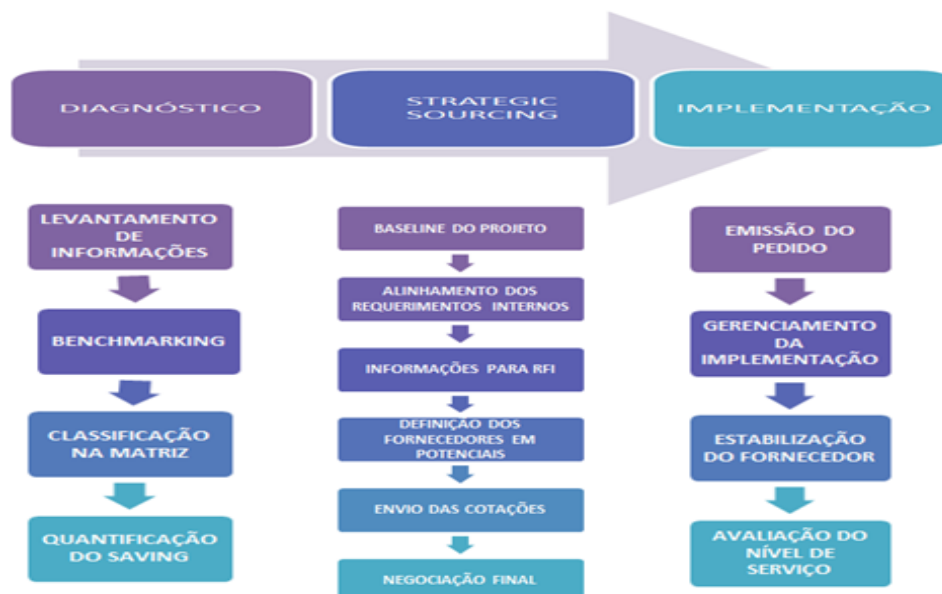 DIAGNÓSTICO
STRATEGIC
SOURCING
IMPLEMENTAÇÃO
LEVANTAMENTO
DE
INFORMAÇÕES
BENCHMARKING
CLASSIFICAÇÃO
NA MATRIZ
QUANTIFICAÇÃO
DO SAVING
BASELINE DO PROJETO
ALINHAMENTO DOS
REQUERIMENTOS INTERNOS
INFORMAÇÕES PARA RFI
DEFINIÇÃO DOS
FORNECEDORES EM
POTENCIAIS
ENVIO DAS COTAÇÕES
NEGOCIAÇÃO FINAL
EMISSÃO DO
PEDIDO
GERENCIAMENTO
DA
IMPLEMENTAÇÃO
ESTABILIZAÇÃO
DO FORNECEDOR
AVALIAÇÃO DO
NÍVEL DE
SERVIÇO